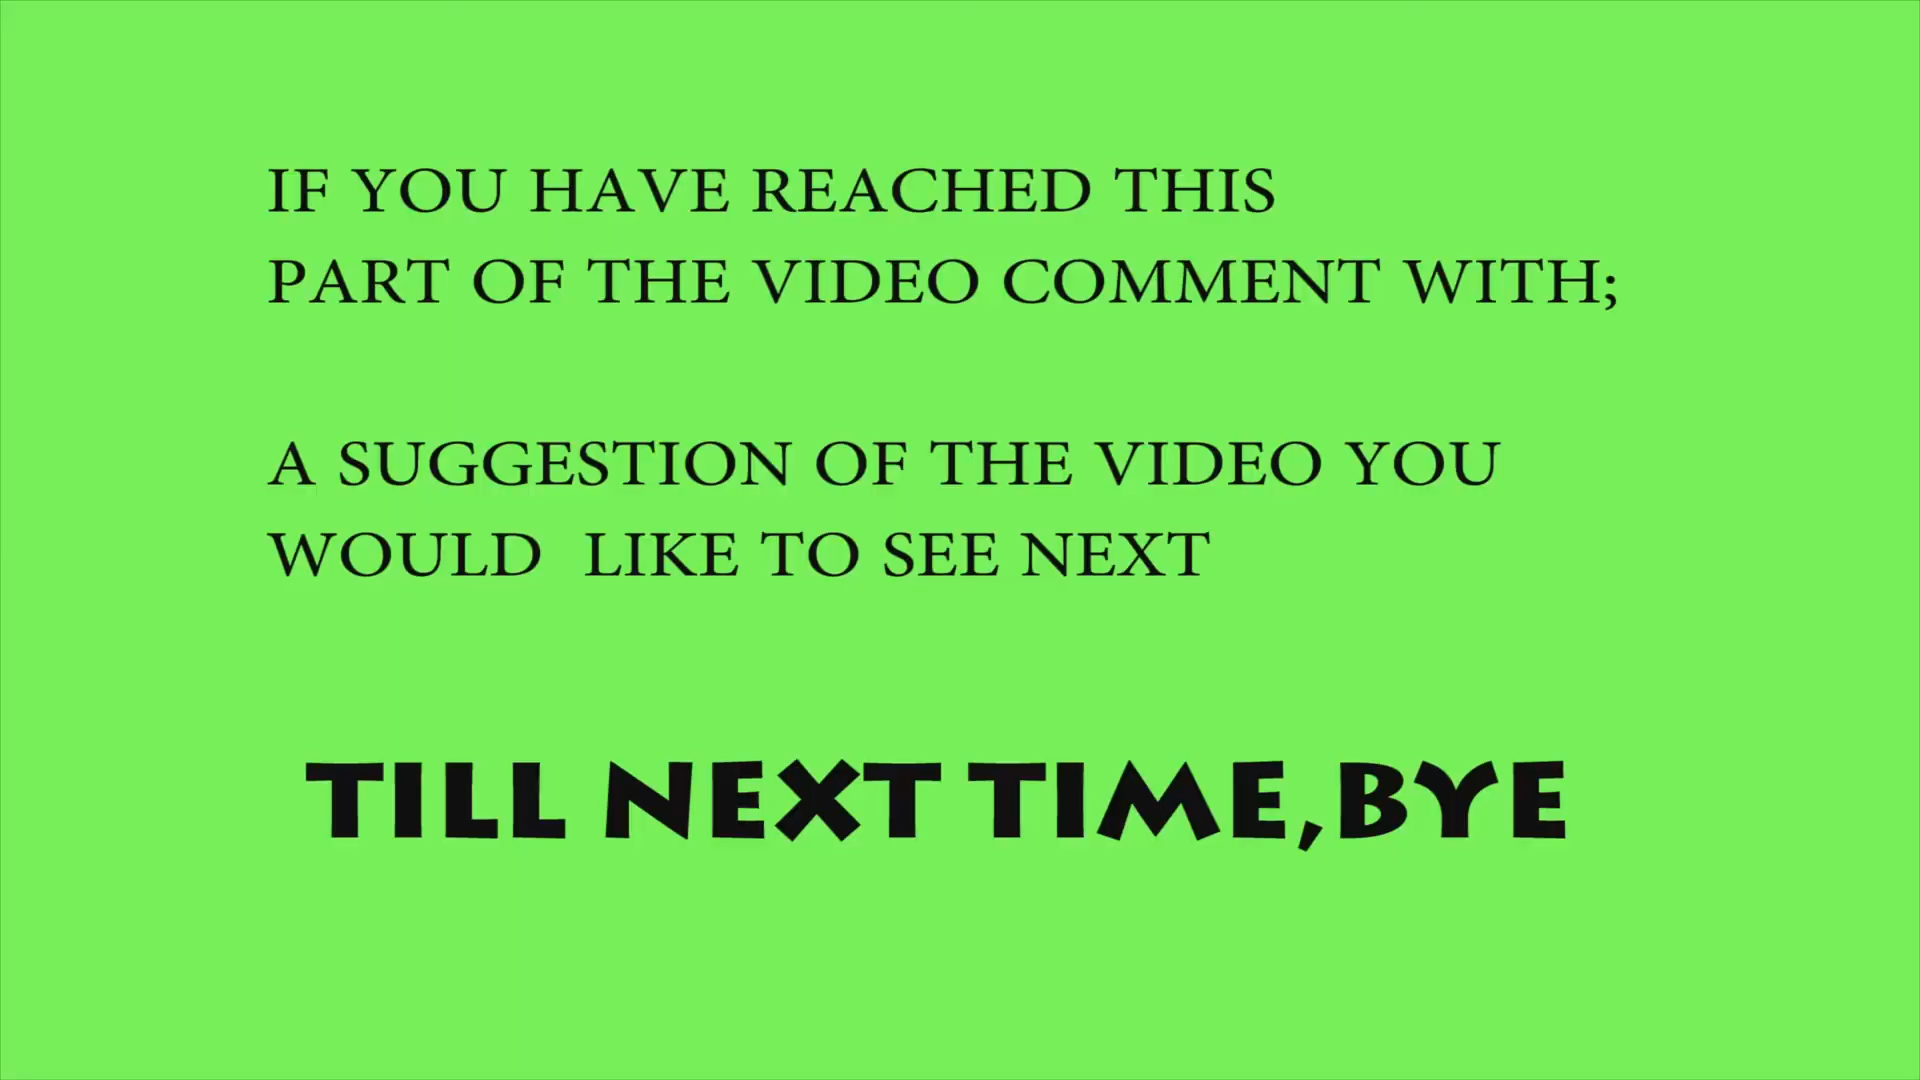 IF YOU HAVE REACHED THIS
PART OF THE VIDEO COMMENT WITH;
A SUGGESTION OF THE VIDEO YOU
WOULD  LIKE TO SEE NEXT
TILL NEXT TIME,BYE